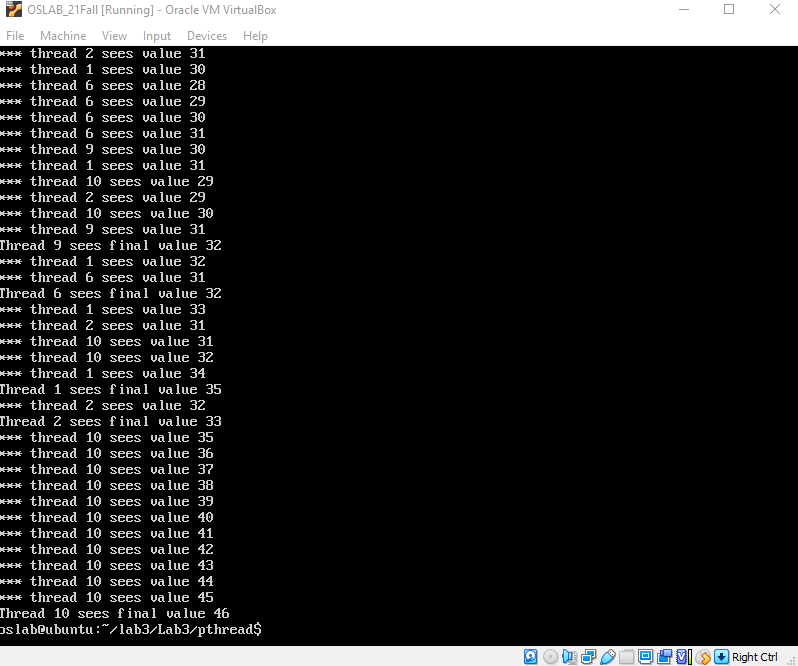 OSLAB_21Fall [Running] - Oracle VM VirtualBox
File Machine View Input Devices Help
*** thread 2 sees value 31
*** thread 1 sees value 30
*** thread 6 sees value 28
*** thread 6 sees value 29
*** thread 6 sees value 30
*** thread 6 sees value 31
*** thread 9 sees value 30
*** thread 1 sees value 31
*** thread 10 sees value 29
*** thread 2 sees value 29
*** thread 10 sees value 30
*** thread 9 sees value 31
Thread 9 sees final value 32
*** thread 1 sees value 32
*** thread 6 sees value 31
Thread 6 sees final value 32
*** thread 1 sees value 33
*** thread 2 sees value 31
*** thread 10 sees value 31
*** thread 10 sees value 32
*** thread 1 sees value 34
Thread 1 sees final value 35
*** thread 2 sees value 32
Thread 2 sees final value 33
*** thread 10 sees value 35
*** thread 10 sees value 36
*** thread 10 sees value 37
*** thread 10 sees value 38
*** thread 10 sees value 39
*** thread 10 sees value 40
*** thread 10 sees value 41
*** thread 10 sees value 42
*** thread 10 sees value 43
*** thread 10 sees value 44
*** thread 10 sees value 45
Thread 10 sees final value 46
oslab@ubuntu:~/lab3/Lab3/pthread$
Right Ctrl